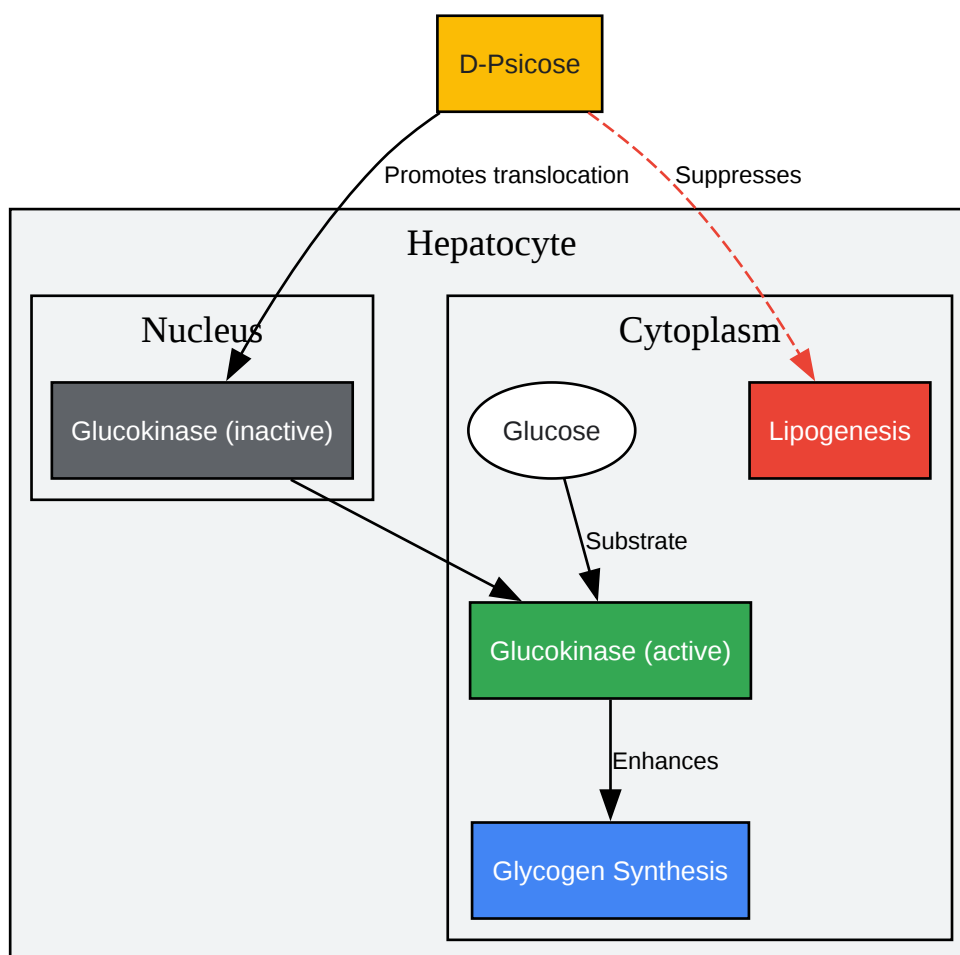 D-Psicose
Promotes translocation
Suppresses
Hepatocyte
Nucleus
Cytoplasm
Glucokinase (inactive)
Glucose
Lipogenesis
Substrate
Glucokinase (active)
Enhances
Glycogen Synthesis